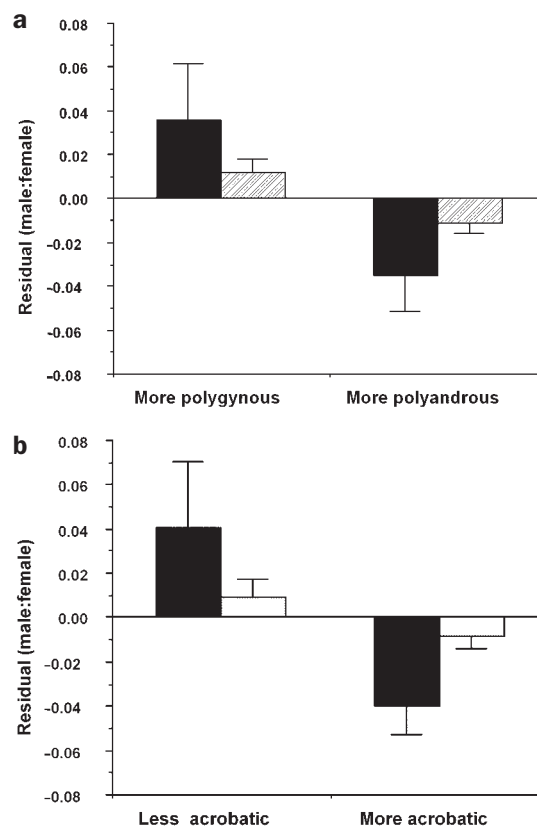 a
Residual (male:female)
0.08
0.06
0.04
0.02
0.00
-0.02
-0.04
-0.06
-0.08
More polygynous
More polyandrous
b
Residual (male:female)
0.08
0.06
0.04
0.02
0.00
-0.02
-0.04
-0.06
-0.08
Less acrobatic
More acrobatic